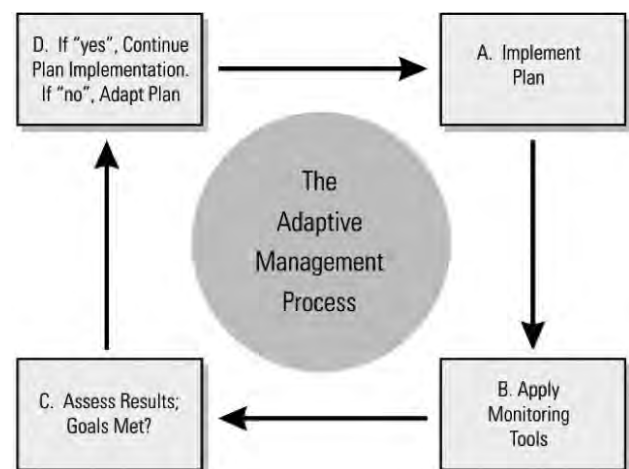 D. If “yes”, Continue
Plan Implementation.
If “no”, Adapt Plan
A. Implement
Plan
The
Adaptive
Management
Process
C. Assess Results;
Goals Met?
B. Apply
Monitoring
Tools